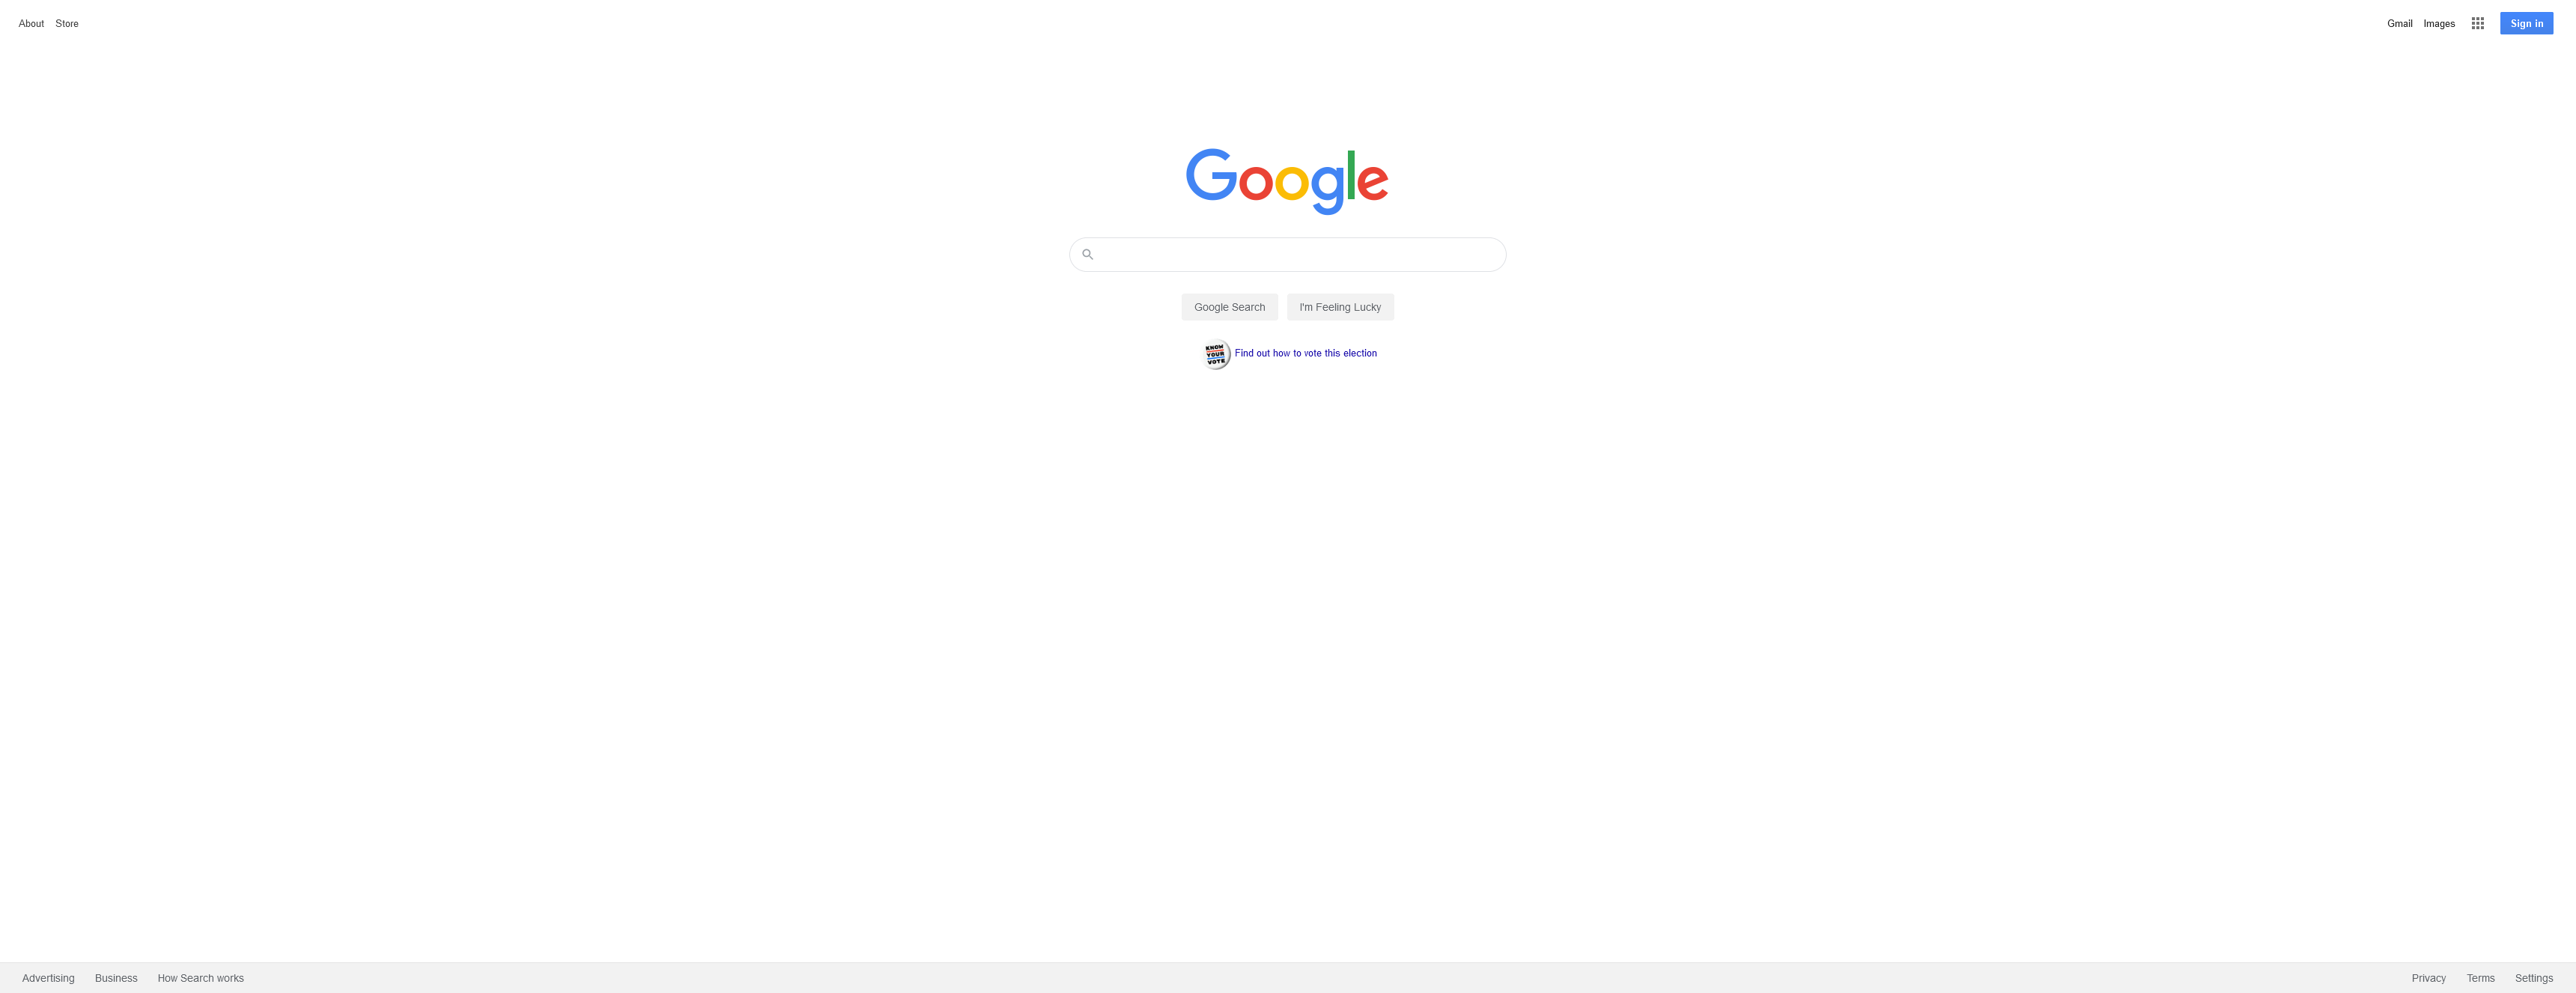 About Store Gmail Images Sign in
Google
Google Search I'm Feeling Lucky
KNOW
YOUR
VOTE
Find out how to vote this election
Advertising Business How Search works Privacy Terms Settings